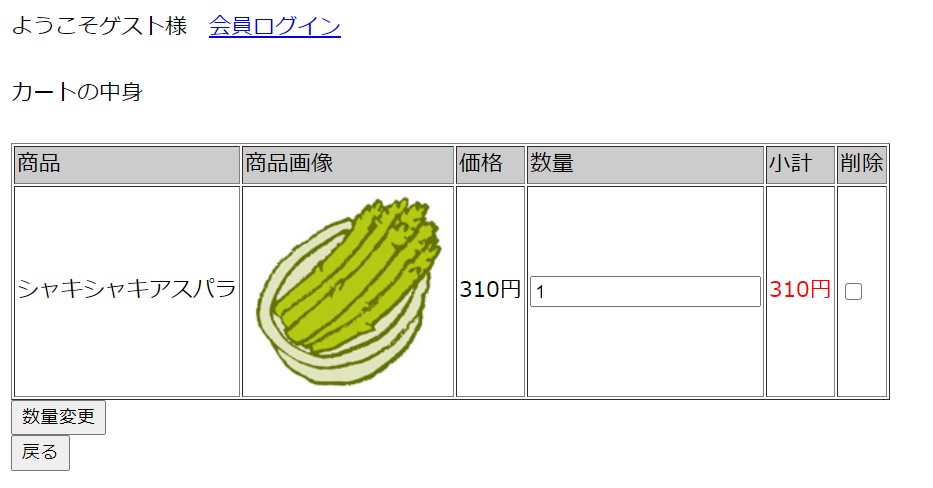 ようこそゲスト様　会員ログイン
カートの中身
商品 商品画像 価格 数量 小計 削除
シャキシャキアスパラ 310円 1 310円
数量変更
戻る